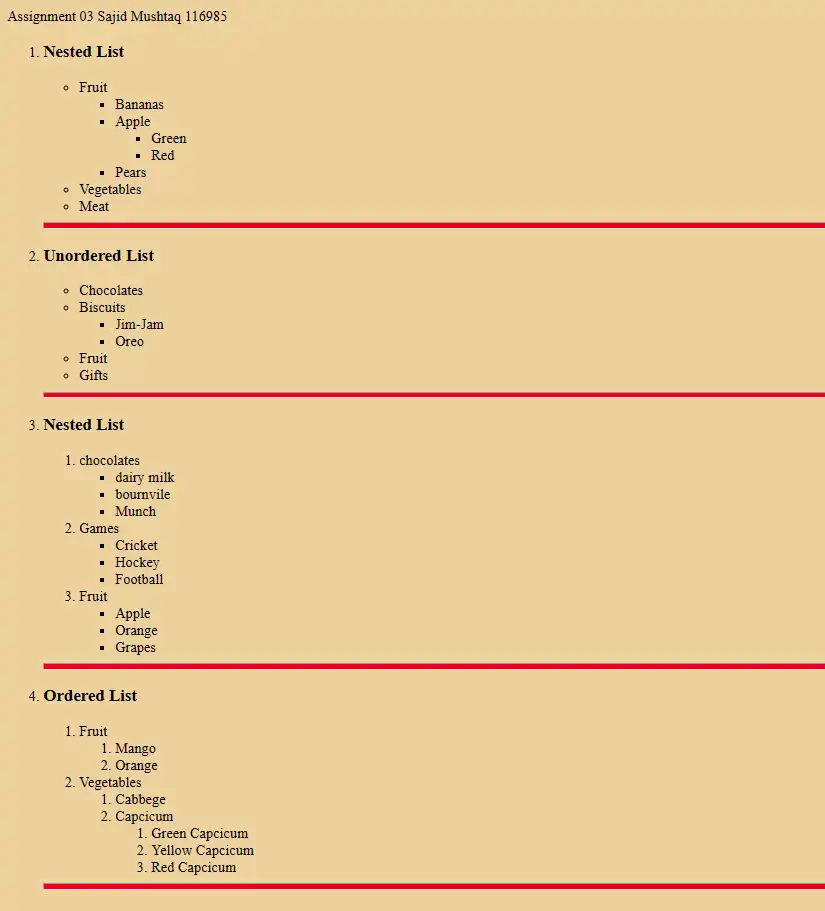 Assignment 03 Sajid Mushtaq 116985
1. Nested List
Fruit
Bananas
Apple
Green
Red
Pears
Vegetables
Meat
2. Unordered List
Chocolates
Biscuits
Jim-Jam
Oreo
Fruit
Gifts
3. Nested List
1. chocolates
dairy milk
bournvile
Munch
2. Games
Cricket
Hockey
Football
3. Fruit
Apple
Orange
Grapes
4. Ordered List
1. Fruit
1. Mango
2. Orange
2. Vegetables
1. Cabbege
2. Capcicum
1. Green Capcicum
2. Yellow Capcicum
3. Red Capcicum